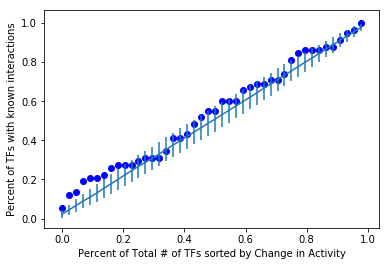 Percent of TFs with known interactions
1.0
0.8
0.6
0.4
0.2
0.0
0.0 0.2 0.4 0.6 0.8 1.0
Percent of Total # of TFs sorted by Change in Activity